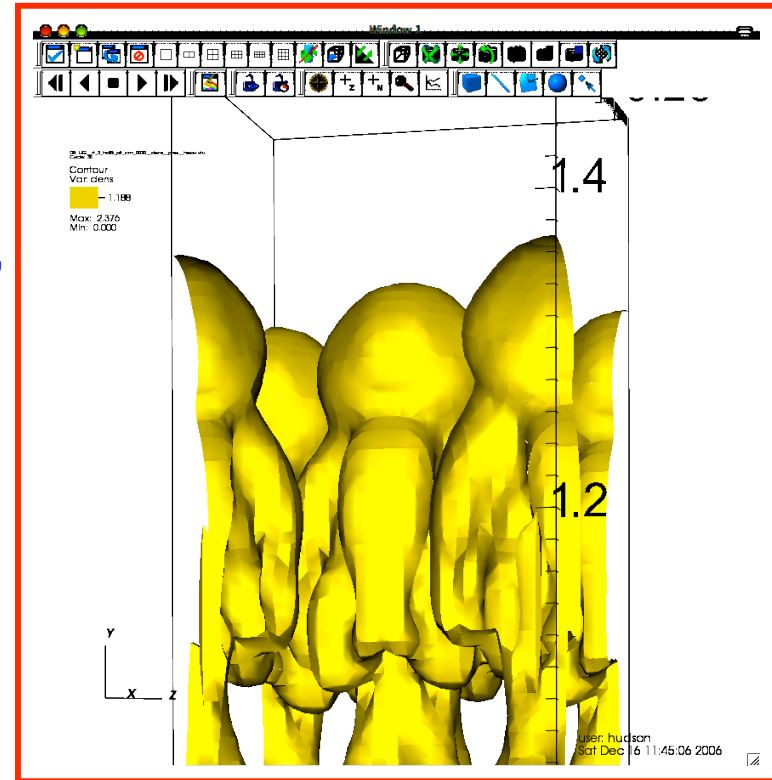 Window 1
Contour
Var: dens
1.188
Max: 2.376
Min: 0.000
1.4
1.2
Y
X
Z
user: hudson
Sat Dec 16 11:45:06 2006